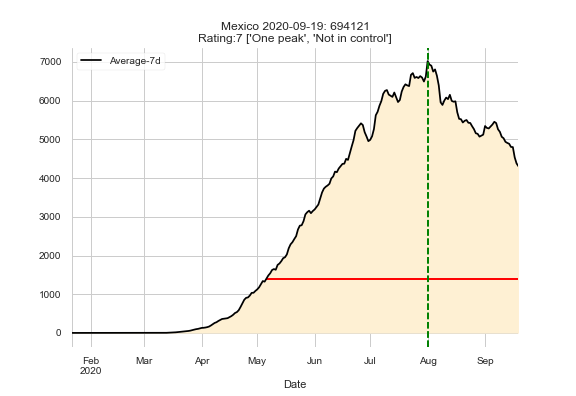 Mexico 2020-09-19: 694121
Rating:7 ['One peak', 'Not in control']
Average-7d
7000
6000
5000
4000
3000
2000
1000
0
Feb Mar Apr May Jun Jul Aug Sep
2020
Date